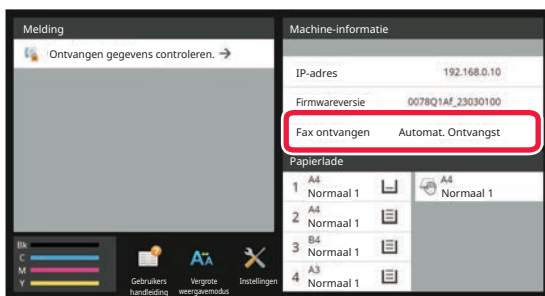 Melding
Ontvangen gegevens controleren. →
Machine-informatie
IP-adres 192.168.0.10
Firmwareversie 0078Q1Af_23030100
Fax ontvangen Automat. Ontvangst
Papierlade
1 A4 Normaal 1
A4 Normaal 1
2 A4 Normaal 1
3 B4 Normaal 1
4 A3 Normaal 1
Bk
C
M
Y
Gebruikers
handleiding
Vergrote
weergavemodus
Instellingen